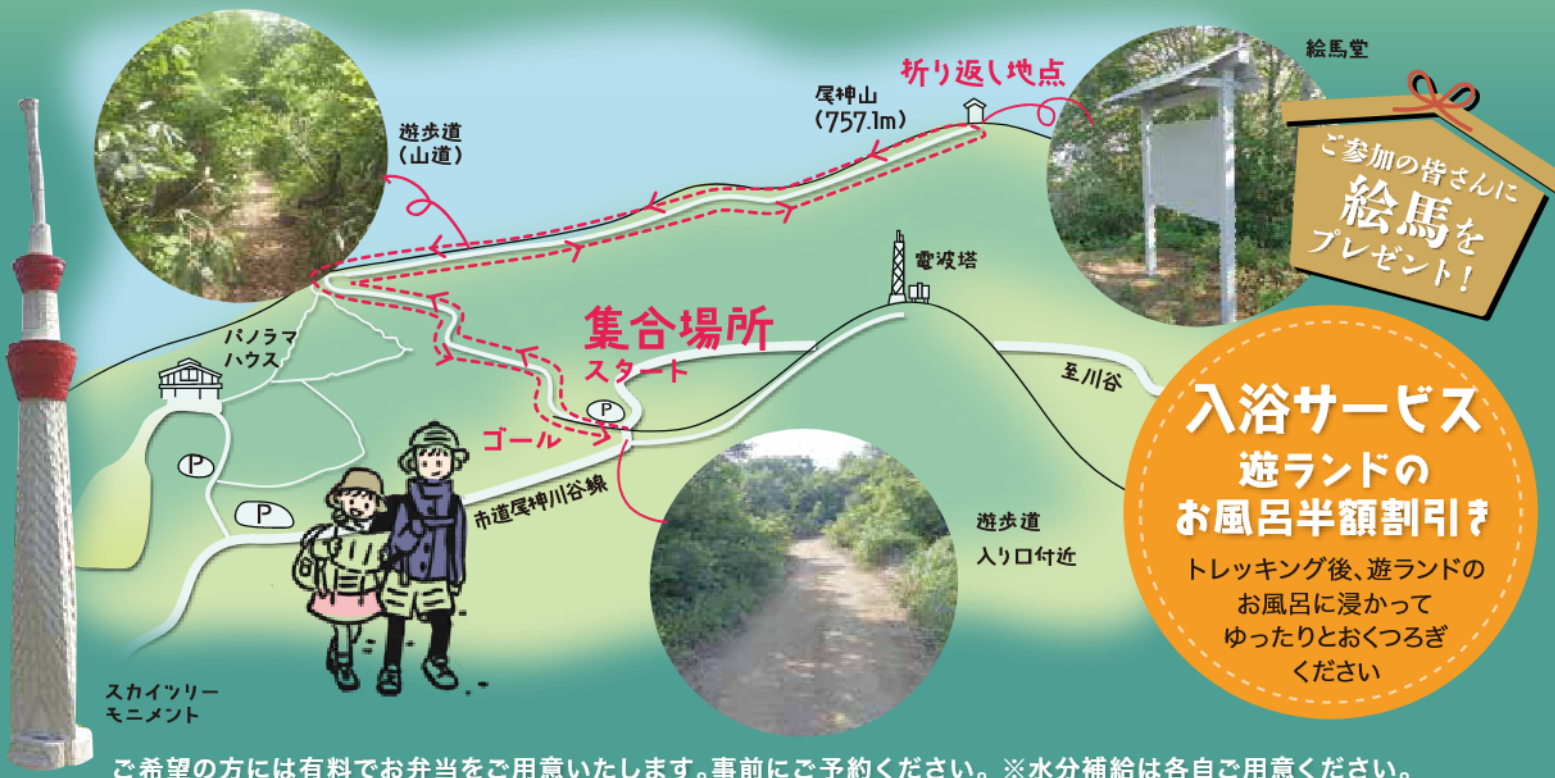 絵馬堂
折り返し地点
尾神山
(757.1m)
遊歩道
(山道)
ご参加の皆さんに
絵馬を
プレゼント!
電波塔
集合場所
スタート
パノラマ
ハウス
至川谷
P
ゴール
P
P
市道尾神川谷線
遊歩道
入り口付近
入浴サービス
遊ランドの
お風呂半額割引き
トレッキング後、遊ランドの
お風呂に浸かって
ゆったりとおくつろぎ
ください
スカイツリー
モニメント
ご希望の方には有料でお弁当をご用意いたします。事前にご予約ください。※水分補給は各自ご用意ください。